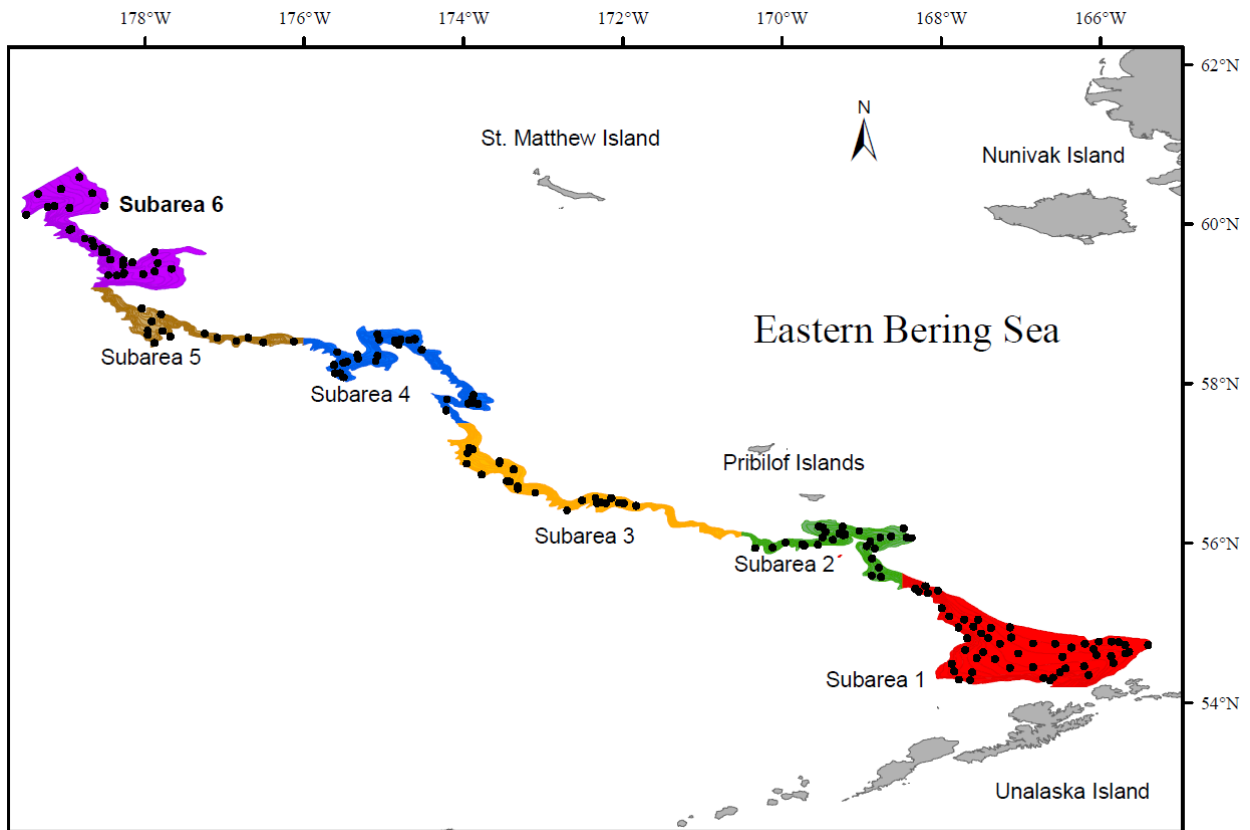 178°W 176°W 174°W 172°W 170°W 168°W 166°W
62°N
N
St. Matthew Island
Nunivak Island
Subarea 6
60°N
Eastern Bering Sea
Subarea 5
Subarea 4
58°N
Pribilof Islands
Subarea 3
56°N
Subarea 2
Subarea 1
54°N
Unalaska Island